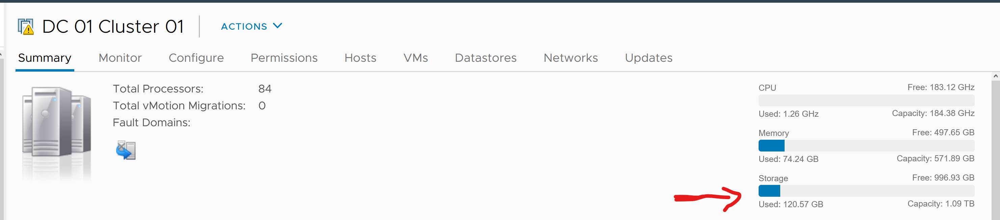 DC 01 Cluster 01
ACTIONS
Summary Monitor Configure Permissions Hosts VMs Datastores Networks Updates
Total Processors: 84
Total vMotion Migrations: 0
Fault Domains:
CPU Free: 183.12 GHz
Used: 1.26 GHz Capacity: 184.38 GHz
Memory Free: 497.65 GB
Used: 74.24 GB Capacity: 571.89 GB
Storage Free: 996.93 GB
Used: 120.57 GB Capacity: 1.09 TB